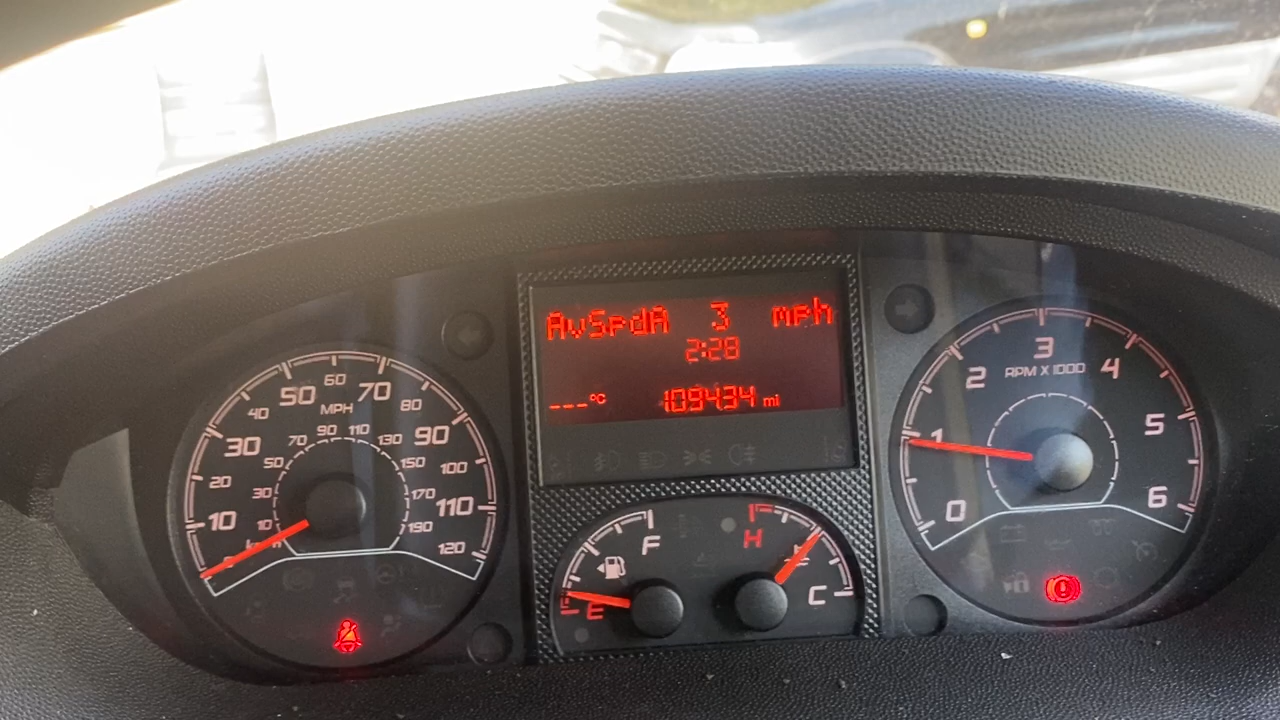 AvSpdA 3 mph
2:28
---°C 109434 mi
0 10 20 30 40 50 60 70 80 90 100 110 120
MPH
10 30 50 70 90 110 130 150 170 190
km/h
F
E
H
C
0 1 2 3 4 5 6
RPM X 1000